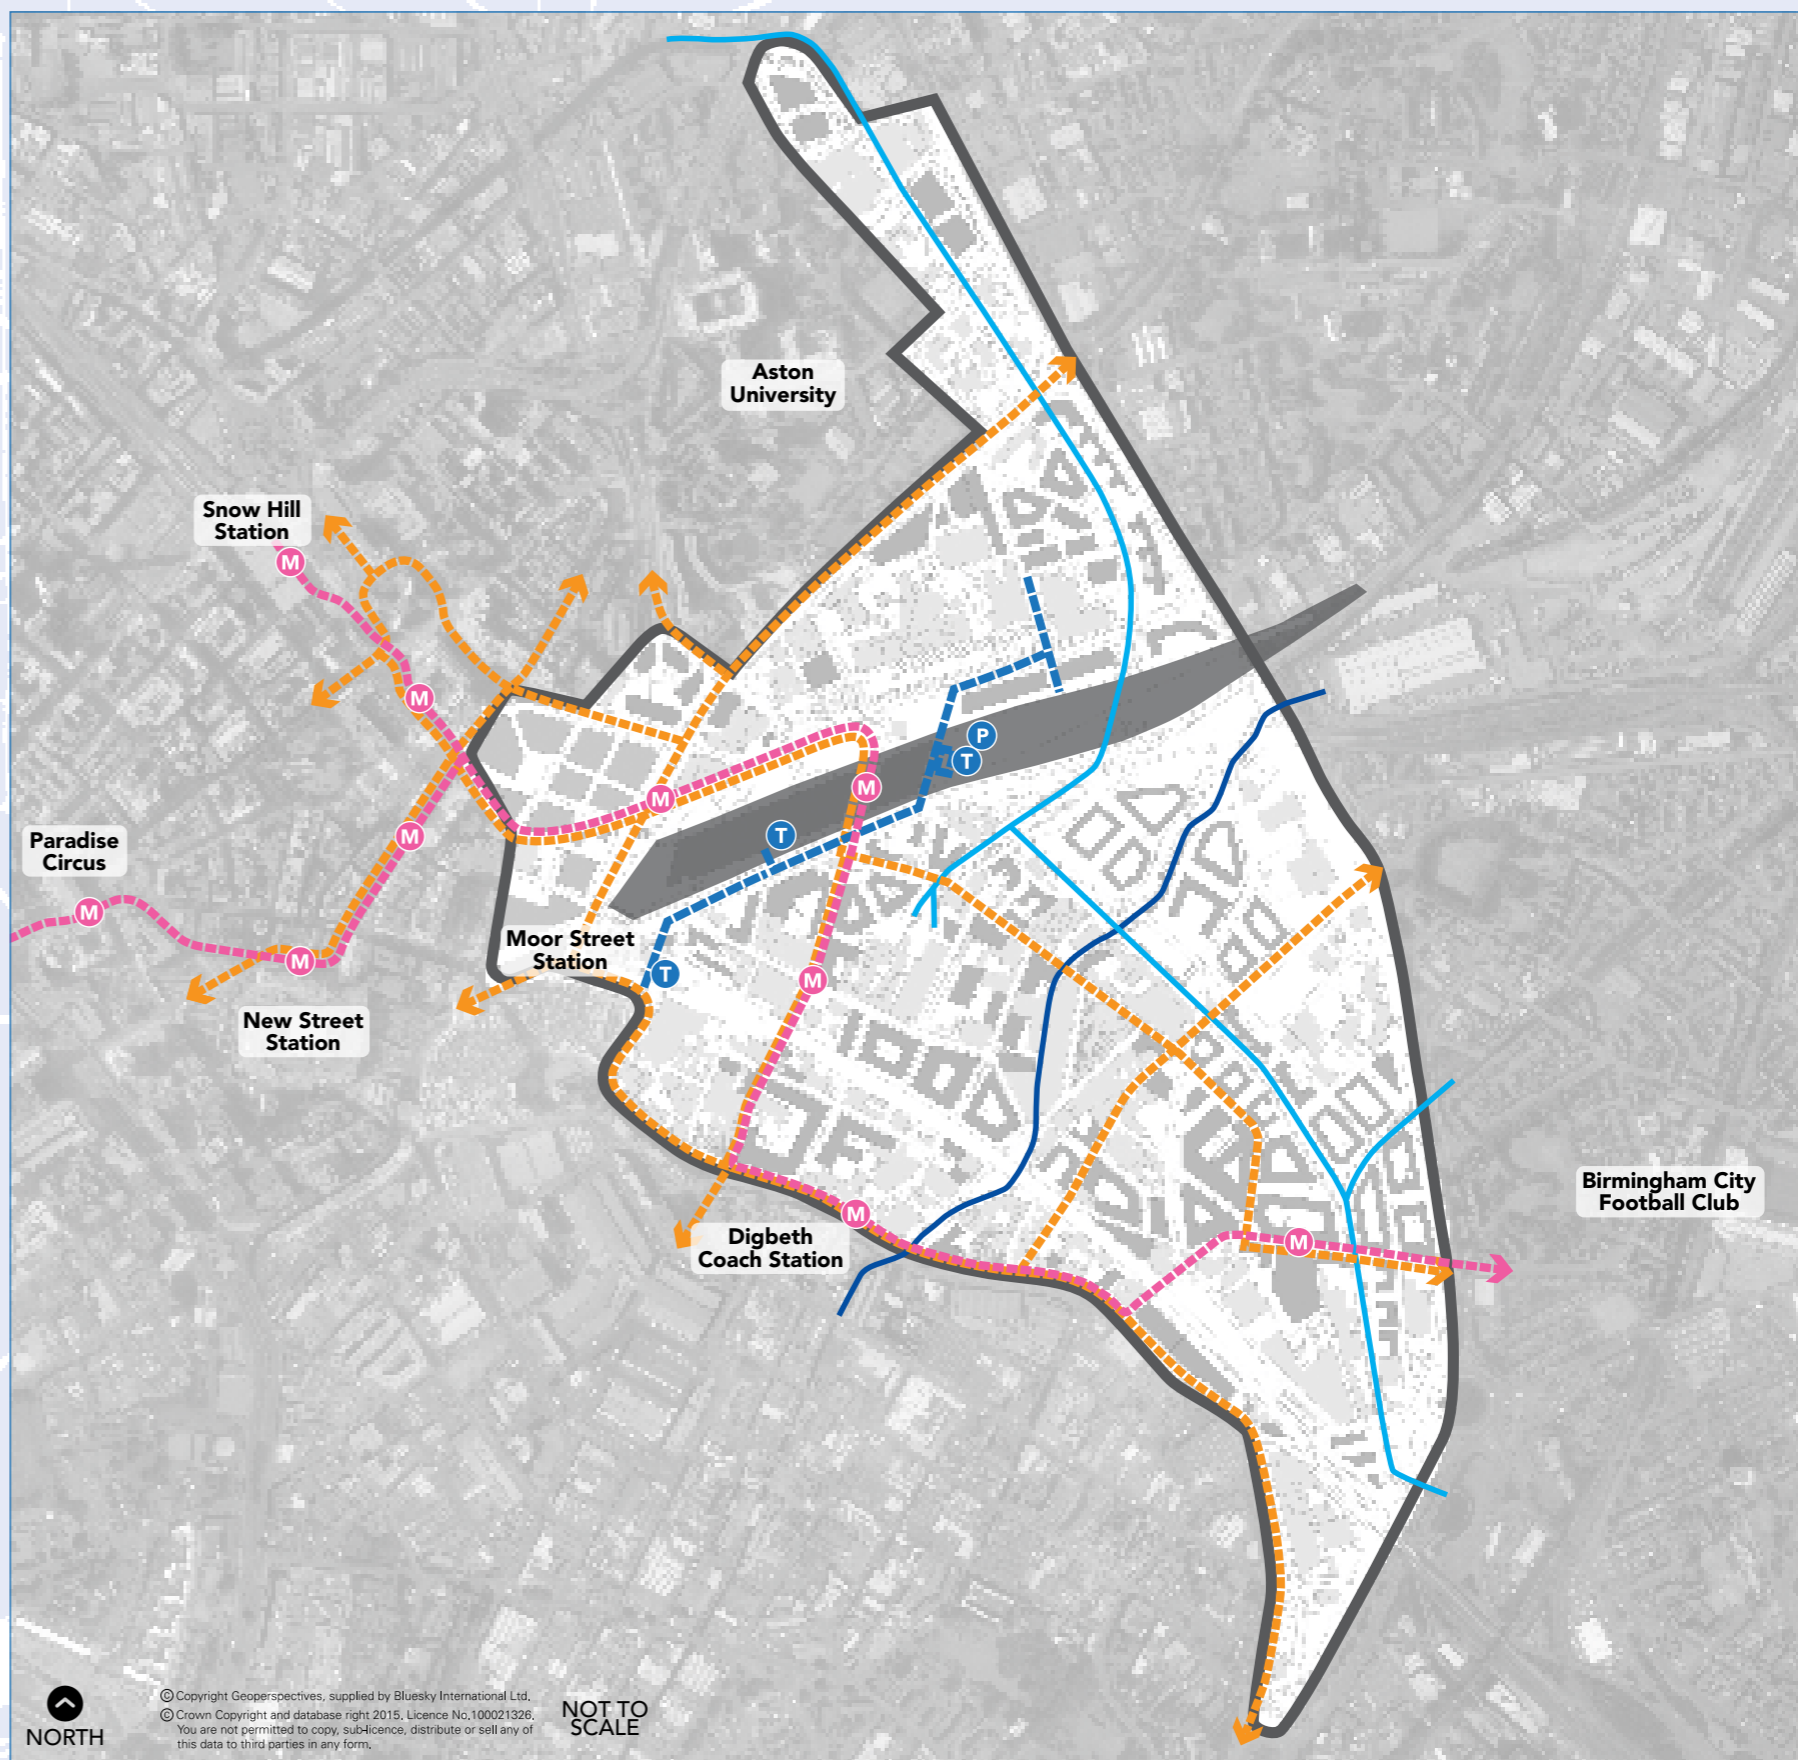 Aston
University
Snow Hill
Station
M
M
P
T
M
M
Paradise
Circus
M
T
M
Moor Street
Station
M
T
M
M
New Street
Station
Birmingham City
Football Club
M
Digbeth
Coach Station
M
NORTH
© Copyright Geoperspectives, supplied by Bluesky International Ltd.
© Crown Copyright and database right 2015. Licence No.100021326.
You are not permitted to copy, sub-licence, distribute or sell any of
this data to third parties in any form.
NOT TO
SCALE